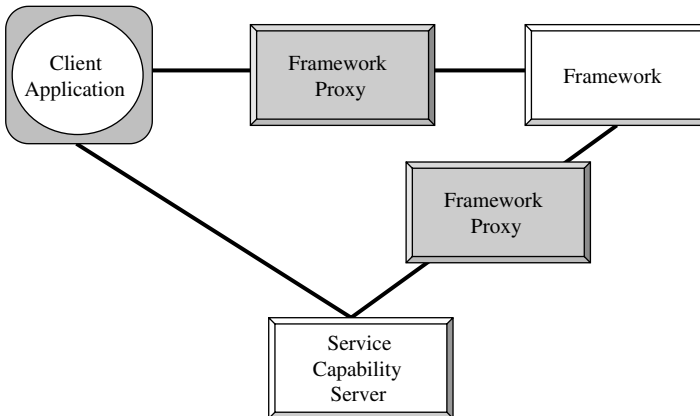 Client
Application
Framework
Proxy
Framework
Framework
Proxy
Service
Capability
Server